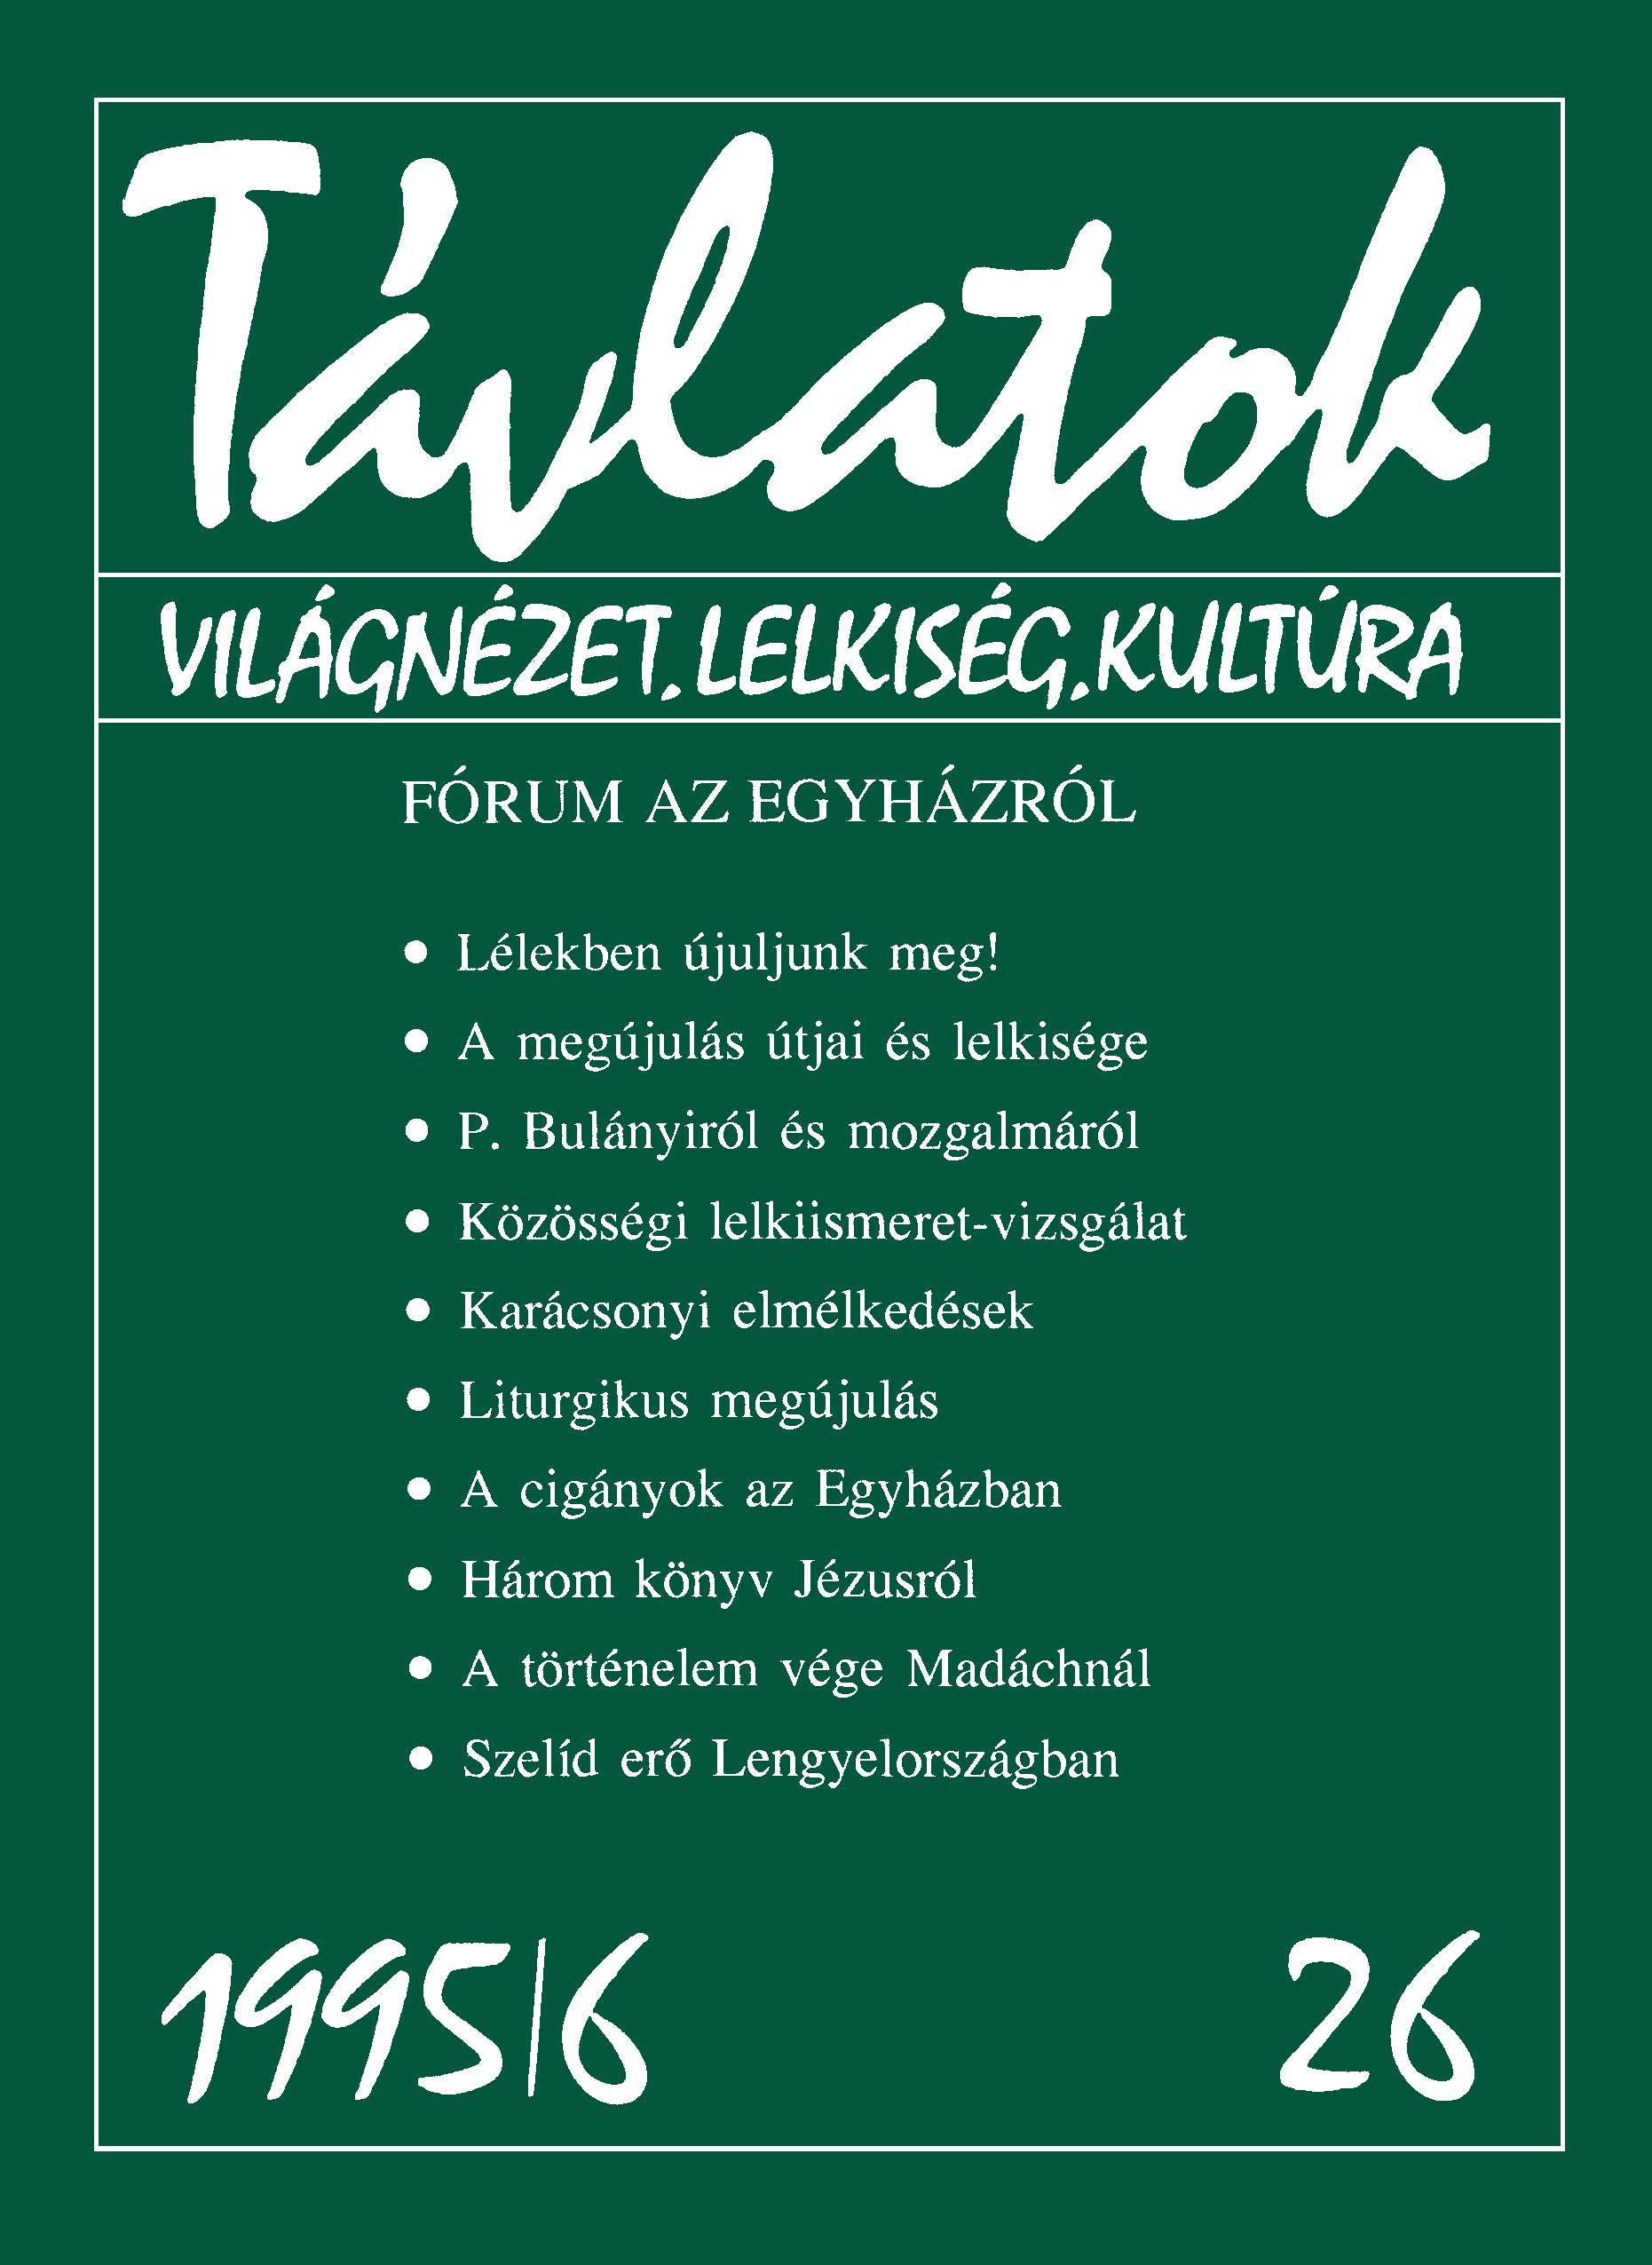 Távlatok
VILÁGNÉZET, LELKISÉG, KULTÚRA
FÓRUM AZ EGYHÁZRÓL
• Lélekben újuljunk meg!
• A megújulás útjai és lelkisége
• P. Bulányiról és mozgalmáról
• Közösségi lelkiismeret-vizsgálat
• Karácsonyi elmélkedések
• Liturgikus megújulás
• A cigányok az Egyházban
• Három könyv Jézusról
• A történelem vége Madáchnál
• Szelíd erő Lengyelországban
1995/6 26